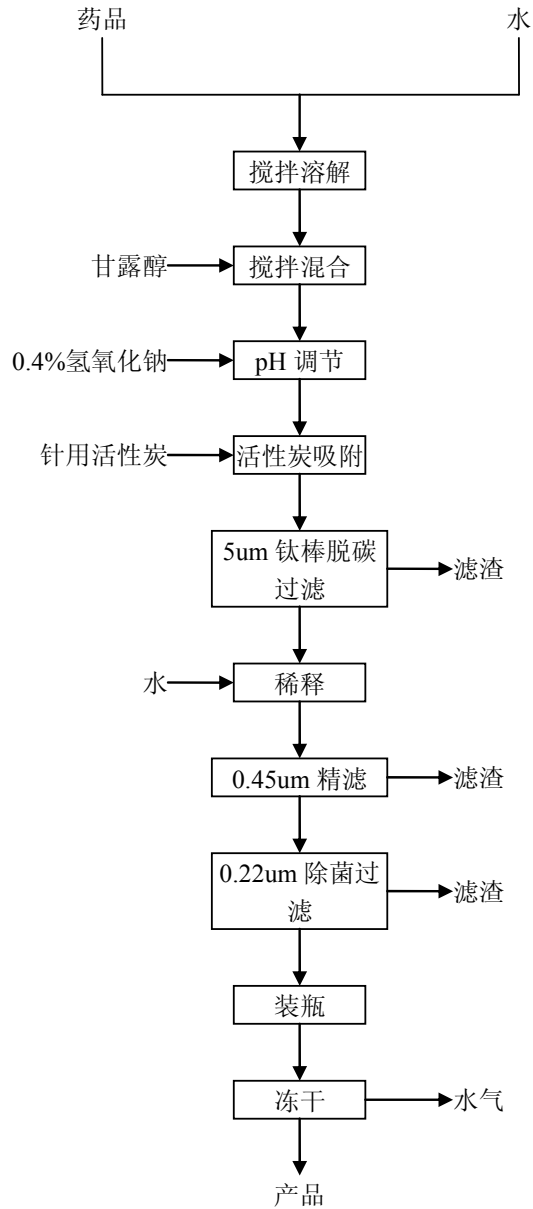 药品
水
搅拌溶解
甘露醇
搅拌混合
0.4%氢氧化钠
pH 调节
针用活性炭
活性炭吸附
5um 钛棒脱碳
过滤
滤渣
水
稀释
0.45um 精滤
滤渣
0.22um 除菌过
滤
滤渣
装瓶
冻干
水气
产品